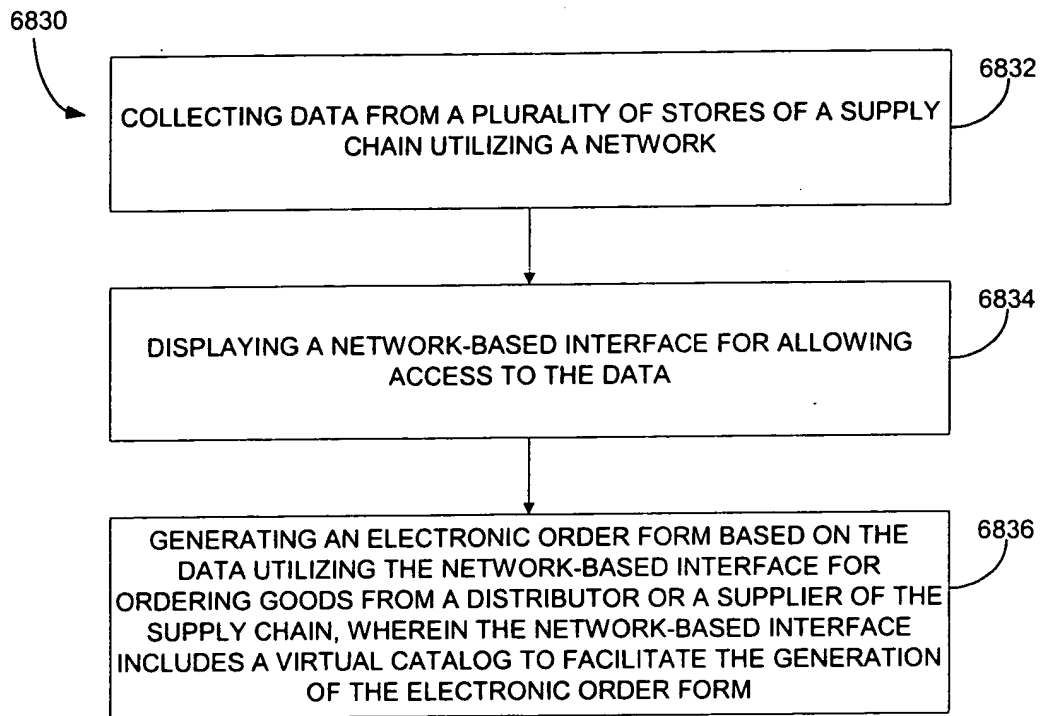 6830
6832
COLLECTING DATA FROM A PLURALITY OF STORES OF A SUPPLY
CHAIN UTILIZING A NETWORK
6834
DISPLAYING A NETWORK-BASED INTERFACE FOR ALLOWING
ACCESS TO THE DATA
6836
GENERATING AN ELECTRONIC ORDER FORM BASED ON THE
DATA UTILIZING THE NETWORK-BASED INTERFACE FOR
ORDERING GOODS FROM A DISTRIBUTOR OR A SUPPLIER OF THE
SUPPLY CHAIN, WHEREIN THE NETWORK-BASED INTERFACE
INCLUDES A VIRTUAL CATALOG TO FACILITATE THE GENERATION
OF THE ELECTRONIC ORDER FORM